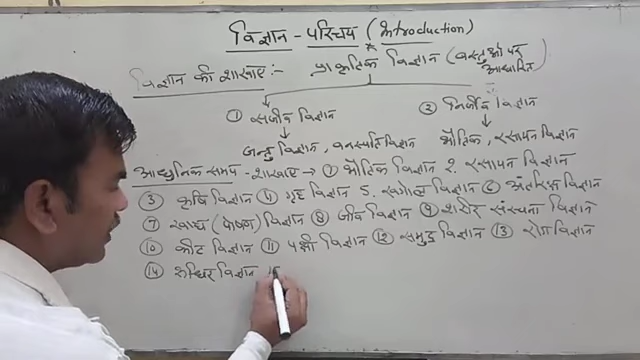 विज्ञान - परिचय (Introduction)
विज्ञान की शाखाएं :- प्राकृतिक विज्ञान (वस्तुओं पर आधारित)
① सजीव विज्ञान ② निर्जीव विज्ञान
जन्तु विज्ञान, वनस्पति विज्ञान भौतिक, रसायन विज्ञान
आधुनिक समय - शाखाएं → ① भौतिक विज्ञान 2. रसायन विज्ञान
③ कृषि विज्ञान ④ गृह विज्ञान 5. खगोल विज्ञान ⑥ अंतरिक्ष विज्ञान
⑦ खाद्य (पोषण) विज्ञान ⑧ जीव विज्ञान ⑨ शरीर संरचना विज्ञान
⑩ कीट विज्ञान ⑪ पक्षी विज्ञान ⑫ समुद्र विज्ञान ⑬ रोग विज्ञान
⑭ रुधिर विज्ञान